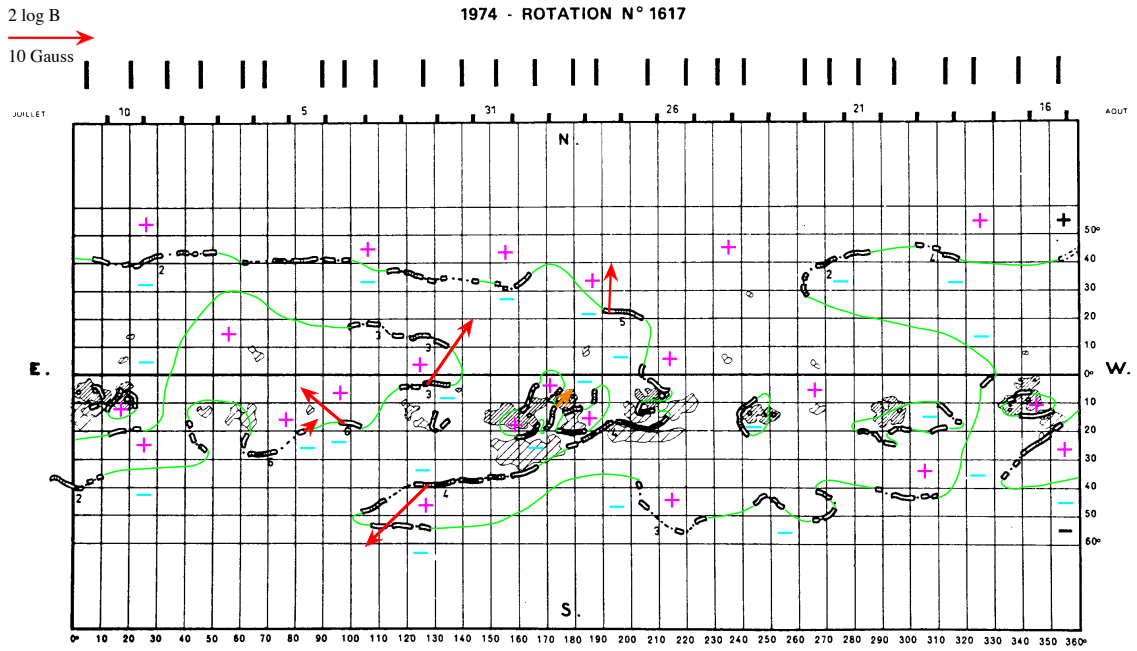 1974 - ROTATION N° 1617
2 log B
10 Gauss
JUILLET 10 5 31 26 21 16 AOUT
N.
+ + + + + + +
50°
2 4 2 40
30
5 20
3 3 10
E. 0° W.
3 10
6 4 20
6 30
2 4 40
3 50
− 60°
S.
0° 10 20 30 40 50 60 70 80 90 100 110 120 130 140 150 160 170 180 190 200 210 220 230 240 250 260 270 280 290 300 310 320 330 340 350 360°